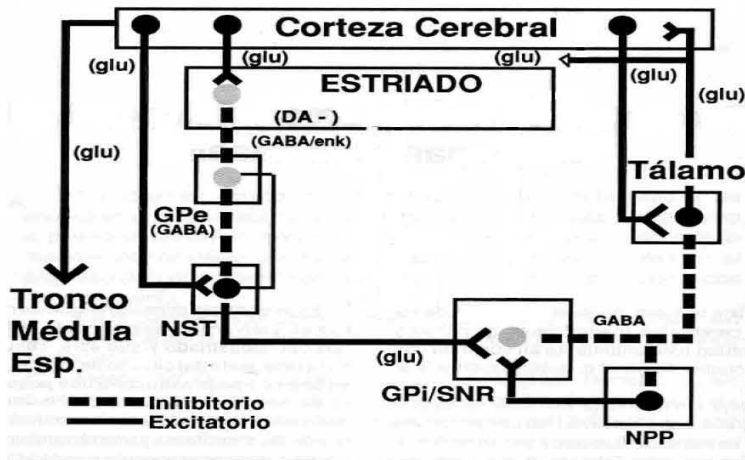 Corteza Cerebral
(glu)
(glu)
(glu)
(glu)
(glu)
(glu)
ESTRIADO
(DA - )
(GABA/enk)
Tálamo
GPe
(GABA)
Tronco
Médula
Esp.
NST
(glu)
GABA
GPi/SNR
NPP
Inhibitorio
Excitatorio